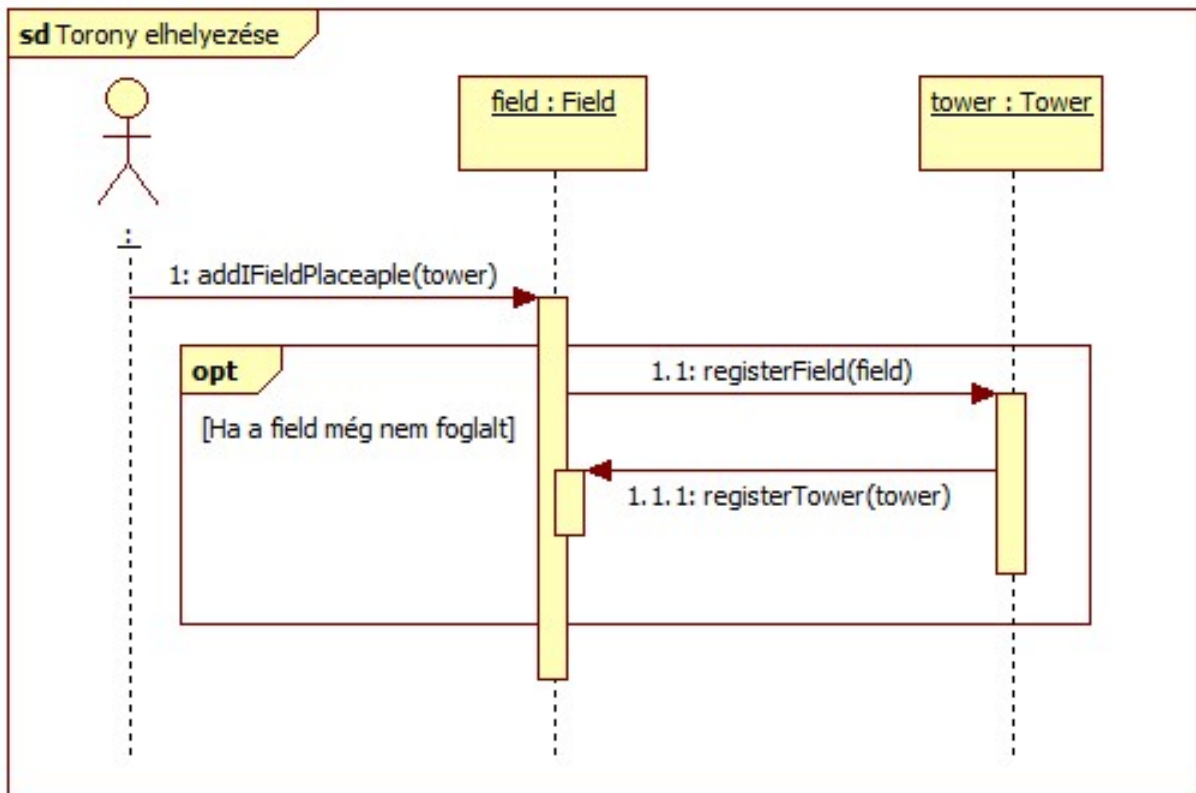 sd Torony elhelyezése
field : Field
tower : Tower
:
1: addIFieldPlaceaple(tower)
opt
1.1: registerField(field)
[Ha a field még nem foglalt]
1.1.1: registerTower(tower)